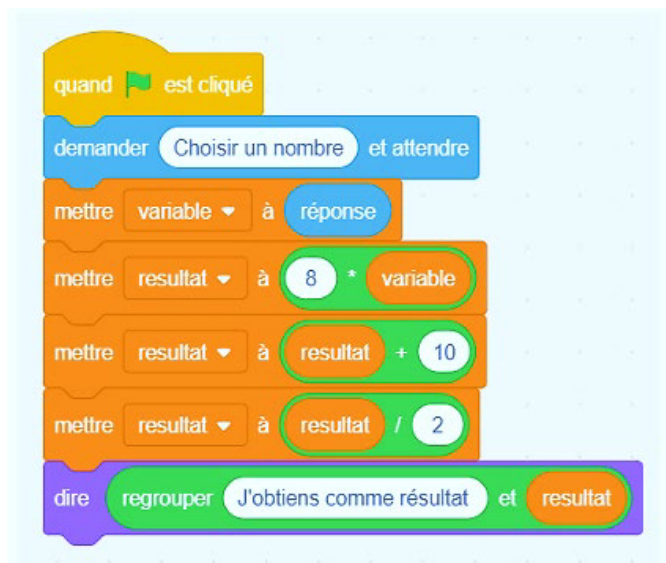 quand est cliqué
demander Choisir un nombre et attendre
mettre variable à réponse
mettre resultat à 8 * variable
mettre resultat à resultat + 10
mettre resultat à resultat / 2
dire regrouper J'obtiens comme résultat et resultat